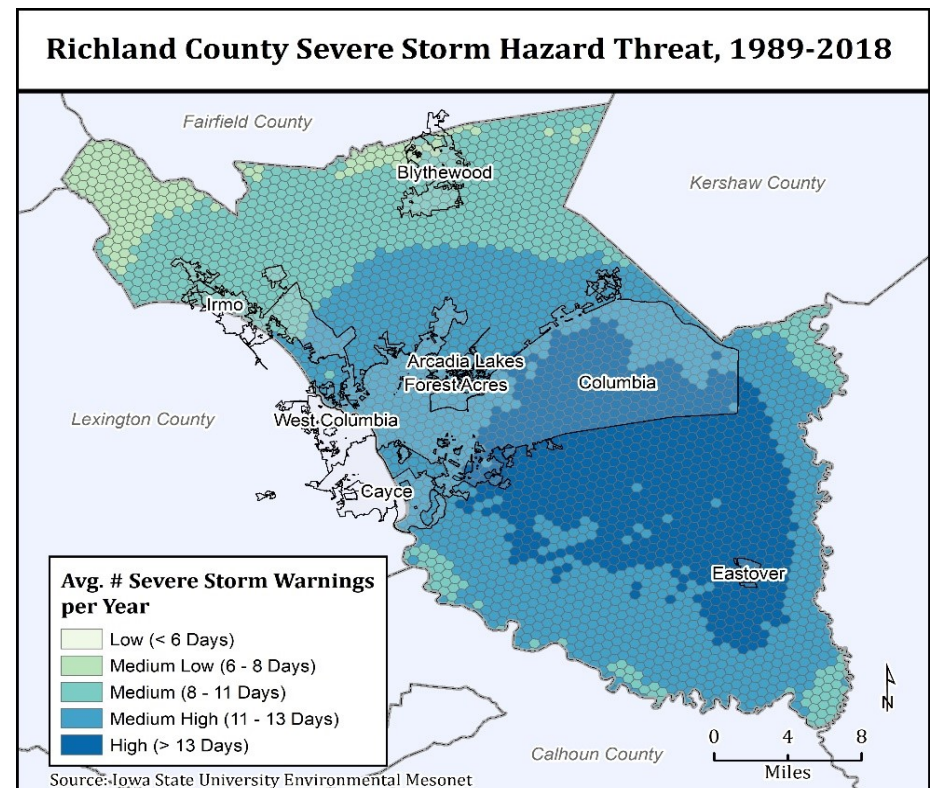 Richland County Severe Storm Hazard Threat, 1989-2018
Fairfield County
Blythewood
Kershaw County
Irmo
Arcadia Lakes
Forest Acres
Columbia
Lexington County
West Columbia
Cayce
Eastover
Avg. # Severe Storm Warnings
per Year
Low (< 6 Days)
Medium Low (6 - 8 Days)
Medium (8 - 11 Days)
Medium High (11 - 13 Days)
High (> 13 Days)
N
0 4 8
Miles
Calhoun County
Source: Iowa State University Environmental Mesonet